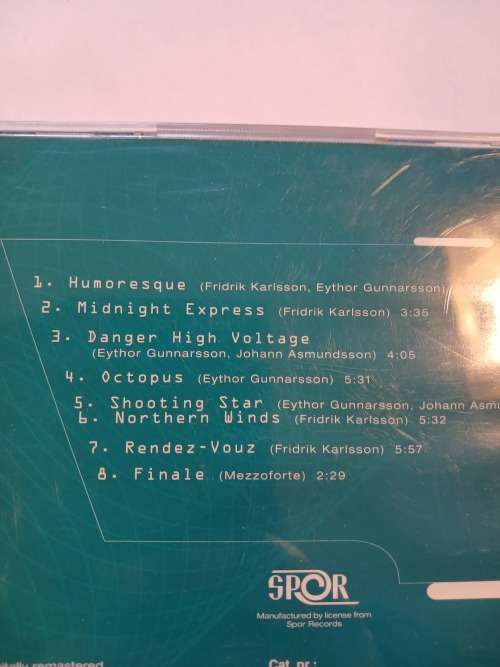 1. Humoresque (Fridrik Karlsson, Eythor Gunnarsson)
2. Midnight Express (Fridrik Karlsson) 3:35
3. Danger High Voltage
(Eythor Gunnarsson, Johann Asmundsson) 4:05
4. Octopus (Eythor Gunnarsson) 5:31
5. Shooting Star (Eythor Gunnarsson, Johann Asmu
6. Northern Winds (Fridrik Karlsson) 5:32
7. Rendez-Vouz (Fridrik Karlsson) 5:57
8. Finale (Mezzoforte) 2:29
SPOR
Manufactured by license from
Spor Records
itally remastered
Cat. nr.: